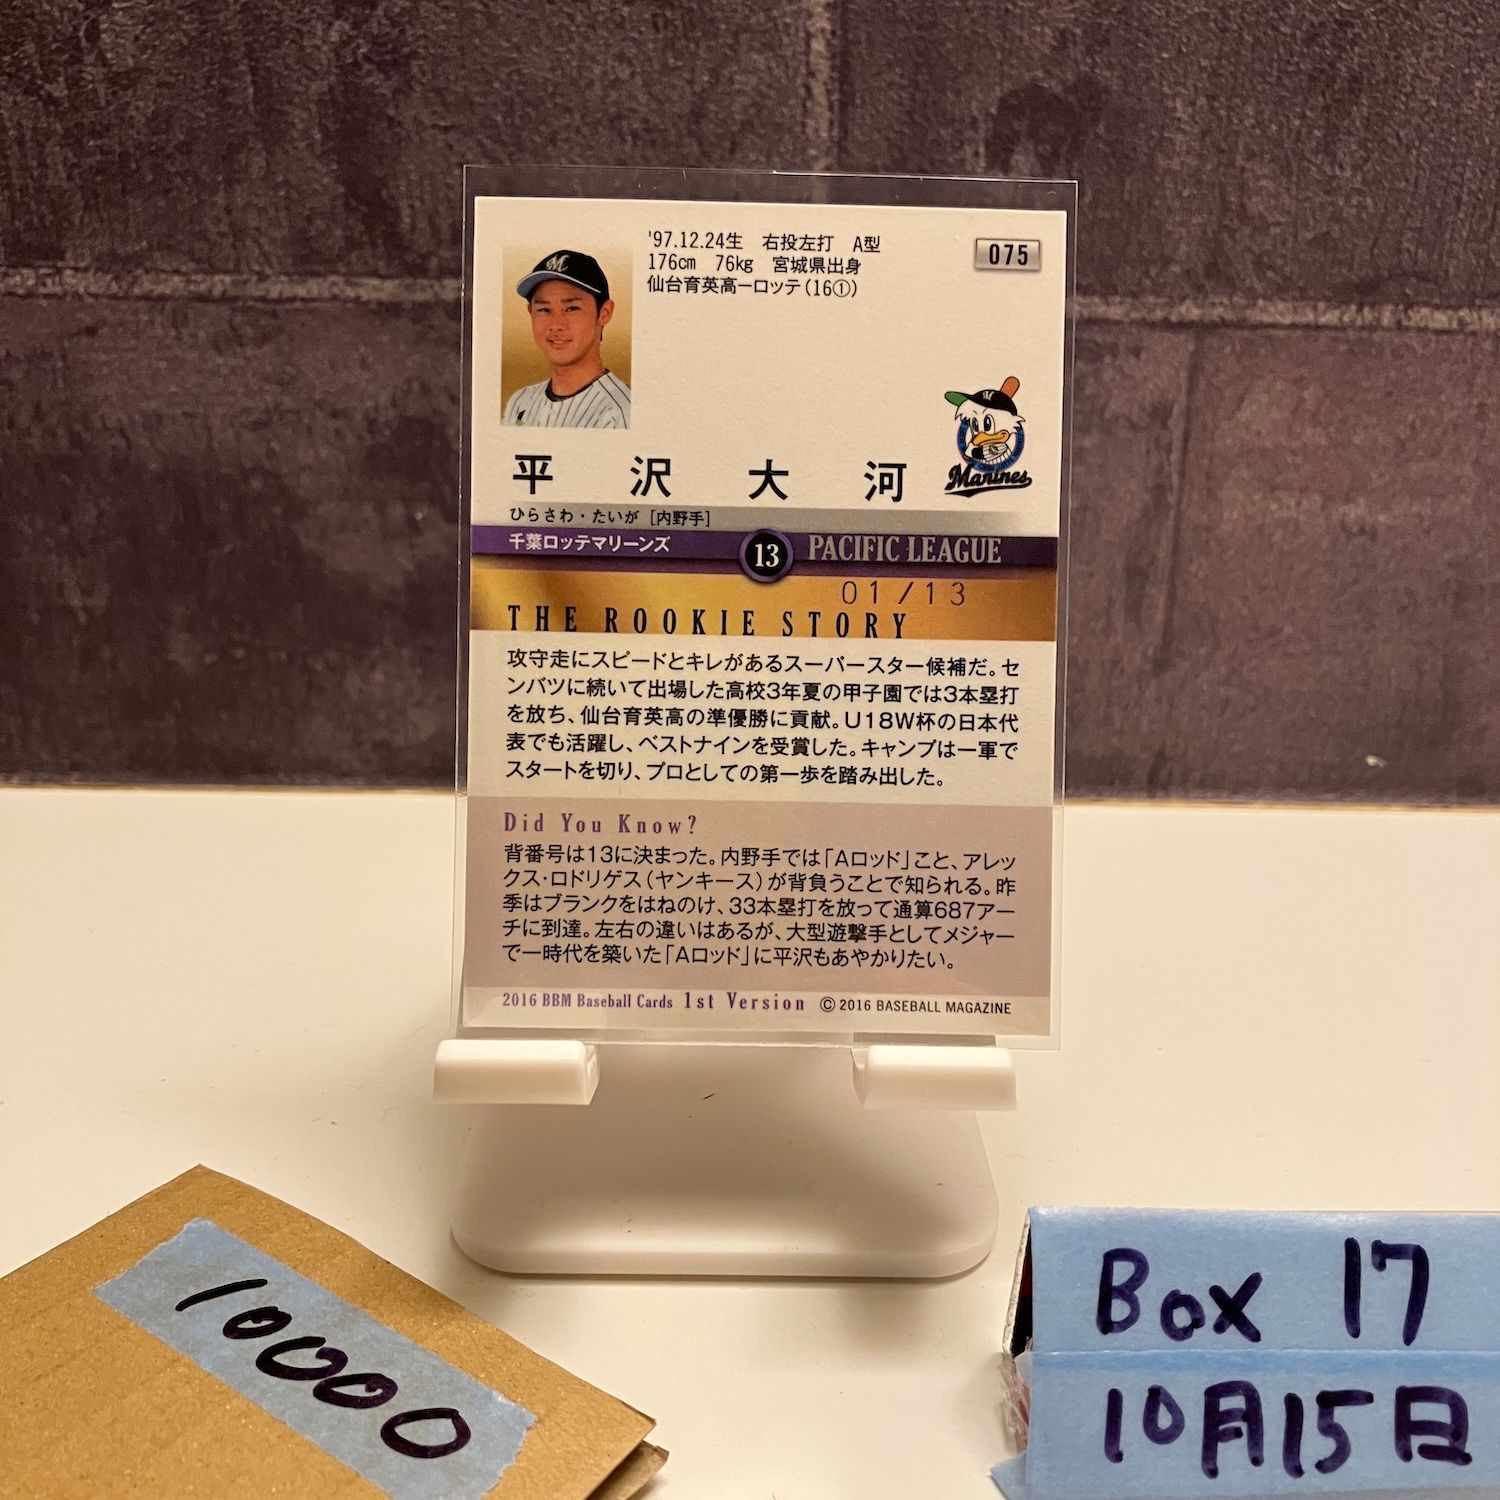 '97.12.24生 右投左打 A型
075
176cm 76kg 宮城県出身
仙台育英高ーロッテ(16①)
M
M
Marines
平沢大河
ひらさわ・たいが [内野手]
千葉ロッテマリーンズ 13 PACIFIC LEAGUE
01/13
THE ROOKIE STORY
攻守走にスピードとキレがあるスーパースター候補だ。セ
ンバツに続いて出場した高校3年夏の甲子園では3本塁打
を放ち、仙台育英高の準優勝に貢献。U18W杯の日本代
表でも活躍し、ベストナインを受賞した。キャンプは一軍で
スタートを切り、プロとしての第一歩を踏み出した。
Did You Know?
背番号は13に決まった。内野手では「Aロッド」こと、アレッ
クス・ロドリゲス(ヤンキース)が背負うことで知られる。昨
季はブランクをはねのけ、33本塁打を放って通算687アー
チに到達。左右の違いはあるが、大型遊撃手としてメジャー
で一時代を築いた「Aロッド」に平沢もあやかりたい。
2016 BBM Baseball Cards 1st Version © 2016 BASEBALL MAGAZINE
10000
Box 17
10月15日